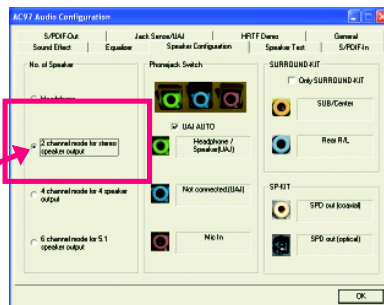 AC97 Audio Configuration
S/PDIF-Out
Jack Sense/UAJ
HRTF Demo
General
Sound Effect
Equalizer
Speaker Configuration
Speaker Test
S/PDIF-In
No. of Speaker
Headphone
2 channel mode for stereo
speaker output
4 channel mode for 4 speaker
output
6 channel mode for 5.1
speaker output
Phonejack Switch
UAJ AUTO
Headphone /
Speaker(UAJ)
Not connected.(UAJ)
Mic In
SURROUND-KIT
Only SURROUND-KIT
SUB/Center
Rear R/L
SP-KIT
SPD out (coaxial)
SPD out (optical)
OK